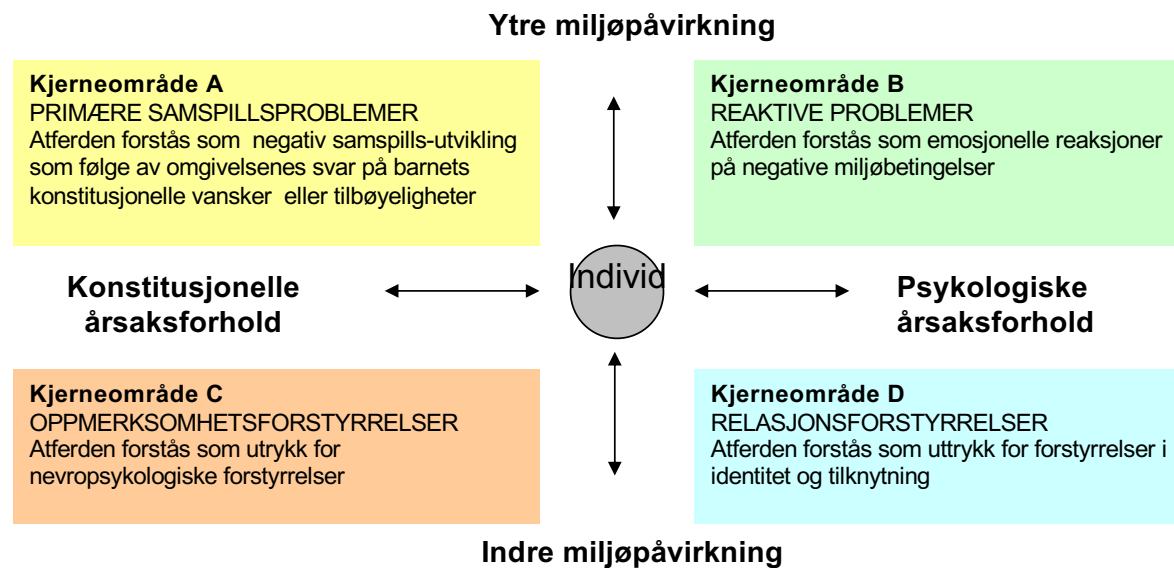 Ytre miljøpåvirkning
Kjerneområde A
PRIMÆRE SAMSPILLSPROBLEMER
Atferden forstås som negativ samspills-utvikling
som følge av omgivelsenes svar på barnets
konstitusjonelle vansker eller tilbøyeligheter
Kjerneområde B
REAKTIVE PROBLEMER
Atferden forstås som emosjonelle reaksjoner
på negative miljøbetingelser
Konstitusjonelle
årsaksforhold
Individ
Psykologiske
årsaksforhold
Kjerneområde C
OPPMERKSOMHETSFORSTYRRELSER
Atferden forstås som utrykk for
nevropsykologiske forstyrrelser
Kjerneområde D
RELASJONSFORSTYRRELSER
Atferden forstås som uttrykk for forstyrrelser i
identitet og tilknytning
Indre miljøpåvirkning